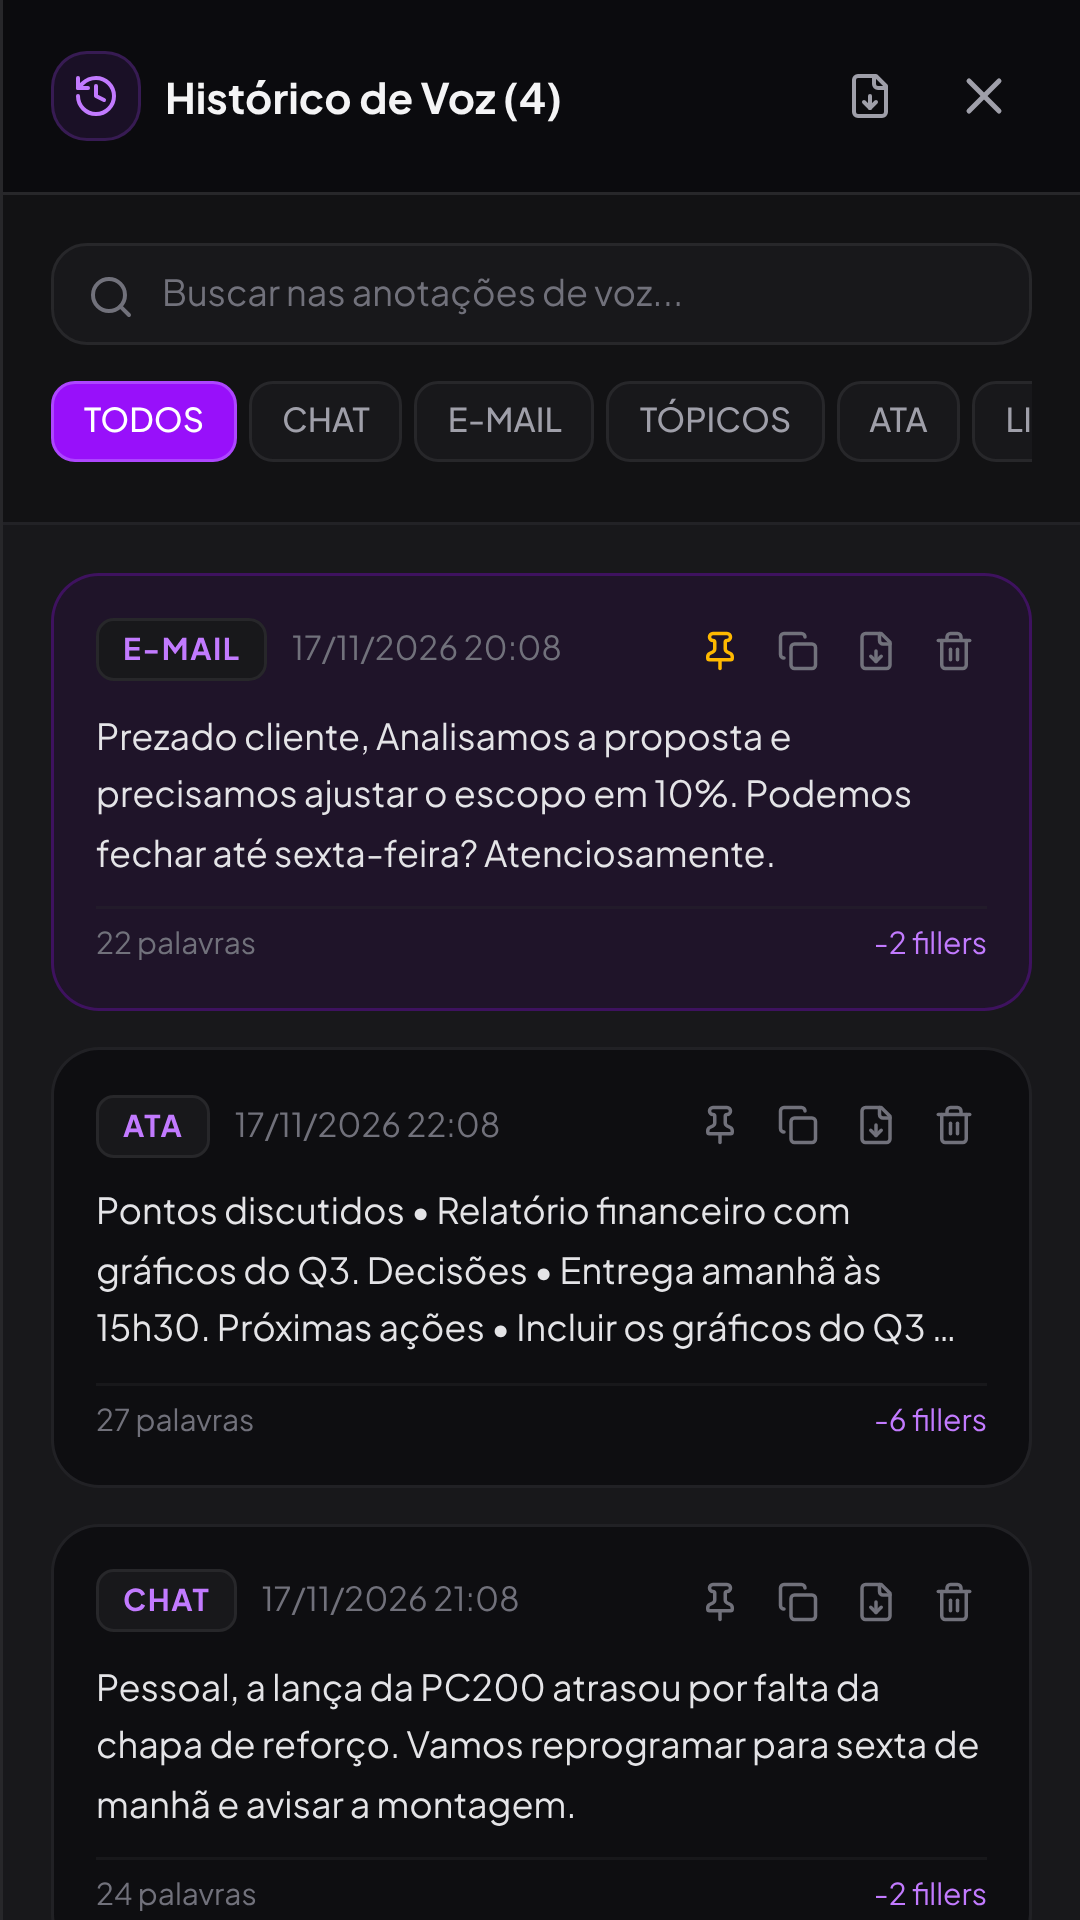 Histórico de Voz (4)
Buscar nas anotações de voz...
TODOS CHAT E-MAIL TÓPICOS ATA LI
E-MAIL 17/11/2026 20:08
Prezado cliente, Analisamos a proposta e
precisamos ajustar o escopo em 10%. Podemos
fechar até sexta-feira? Atenciosamente.
22 palavras -2 fillers
ATA 17/11/2026 22:08
Pontos discutidos • Relatório financeiro com
gráficos do Q3. Decisões • Entrega amanhã às
15h30. Próximas ações • Incluir os gráficos do Q3 ...
27 palavras -6 fillers
CHAT 17/11/2026 21:08
Pessoal, a lança da PC200 atrasou por falta da
chapa de reforço. Vamos reprogramar para sexta de
manhã e avisar a montagem.
24 palavras -2 fillers